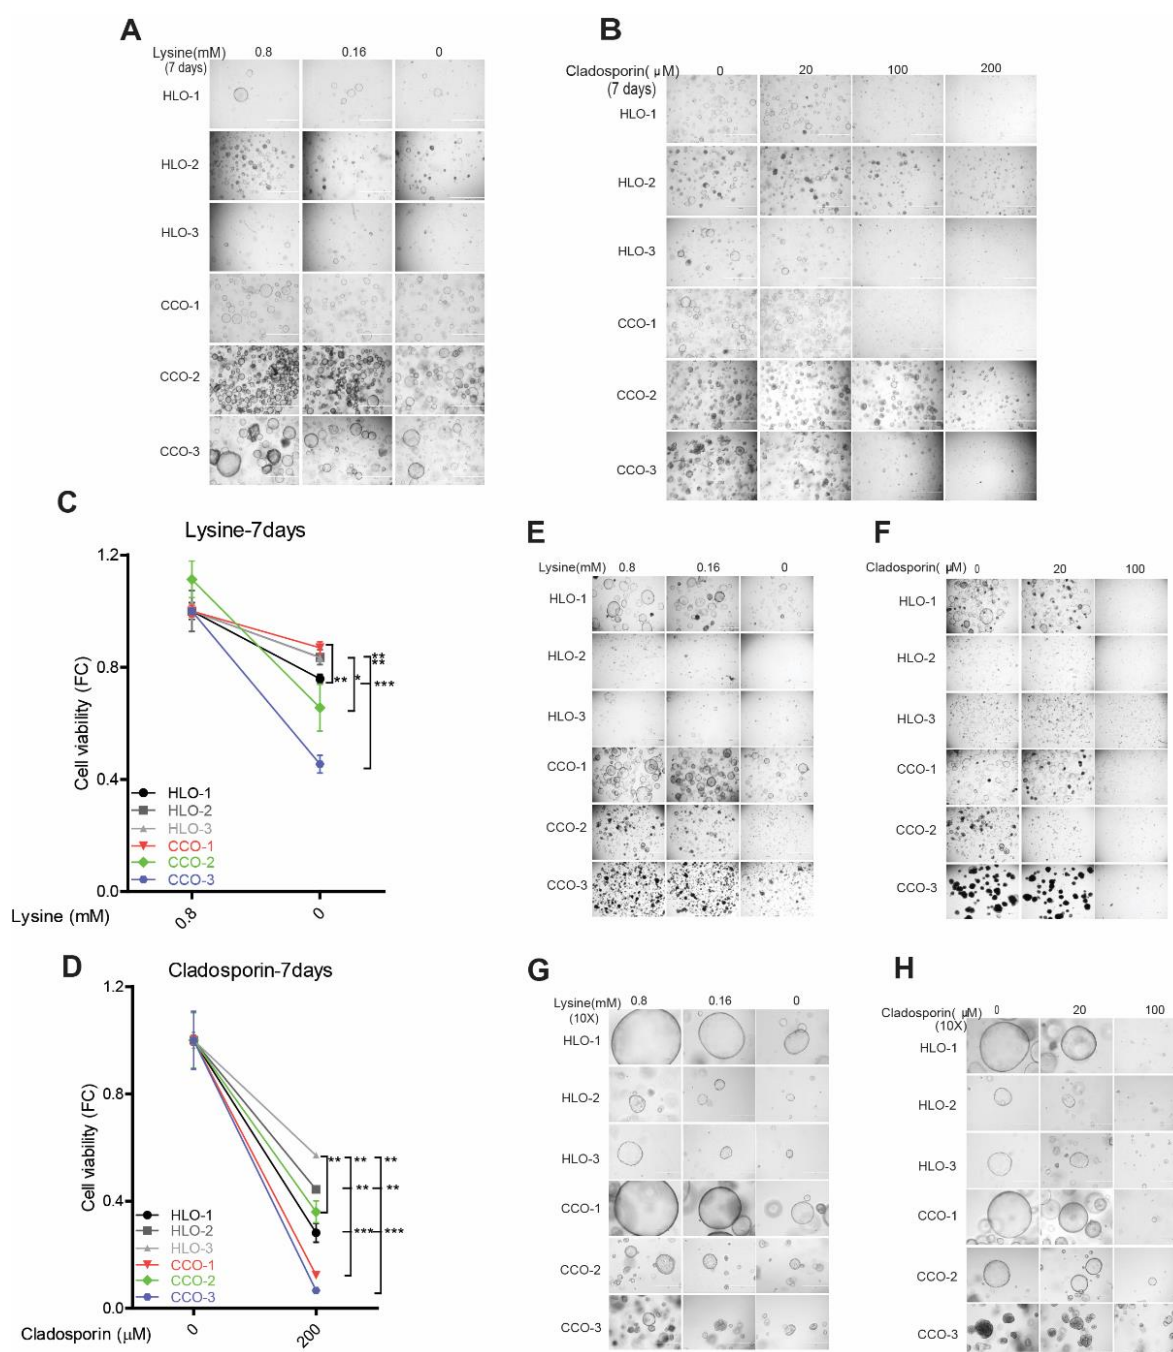 A
Lysine(mM) 0.8 0.16 0
(7 days)
HLO-1
HLO-2
HLO-3
CCO-1
CCO-2
CCO-3
B
Cladosporin( μM) 0 20 100 200
(7 days)
HLO-1
HLO-2
HLO-3
CCO-1
CCO-2
CCO-3
C
Lysine-7days
Cell viability (FC)
1.2
0.8
0.4
0.0
** * ** ** ***
HLO-1
HLO-2
HLO-3
CCO-1
CCO-2
CCO-3
Lysine (mM) 0.8 0
D
Cladosporin-7days
Cell viability (FC)
1.2
0.8
0.4
0.0
** ** **
** **
*** ***
HLO-1
HLO-2
HLO-3
CCO-1
CCO-2
CCO-3
Cladosporin (μM) 0 200
E
Lysine(mM) 0.8 0.16 0
HLO-1
HLO-2
HLO-3
CCO-1
CCO-2
CCO-3
F
Cladosporin( μM) 0 20 100
HLO-1
HLO-2
HLO-3
CCO-1
CCO-2
CCO-3
G
Lysine(mM) 0.8 0.16 0
(10X)
HLO-1
HLO-2
HLO-3
CCO-1
CCO-2
CCO-3
H
Cladosporin( μM) 0 20 100
(10X)
HLO-1
HLO-2
HLO-3
CCO-1
CCO-2
CCO-3